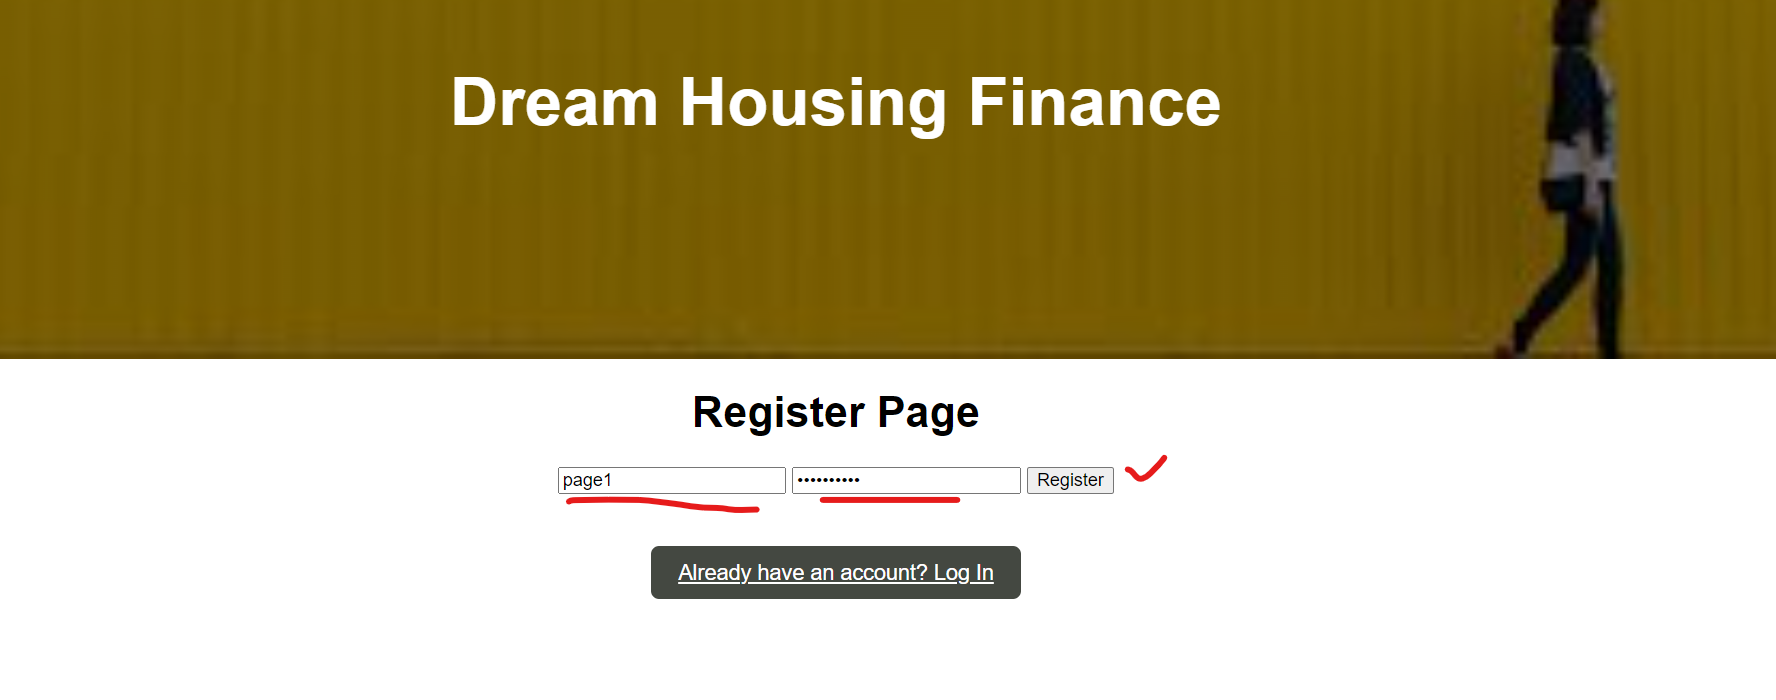 Dream Housing Finance
Register Page
page1 •••••••••• Register
Already have an account? Log In